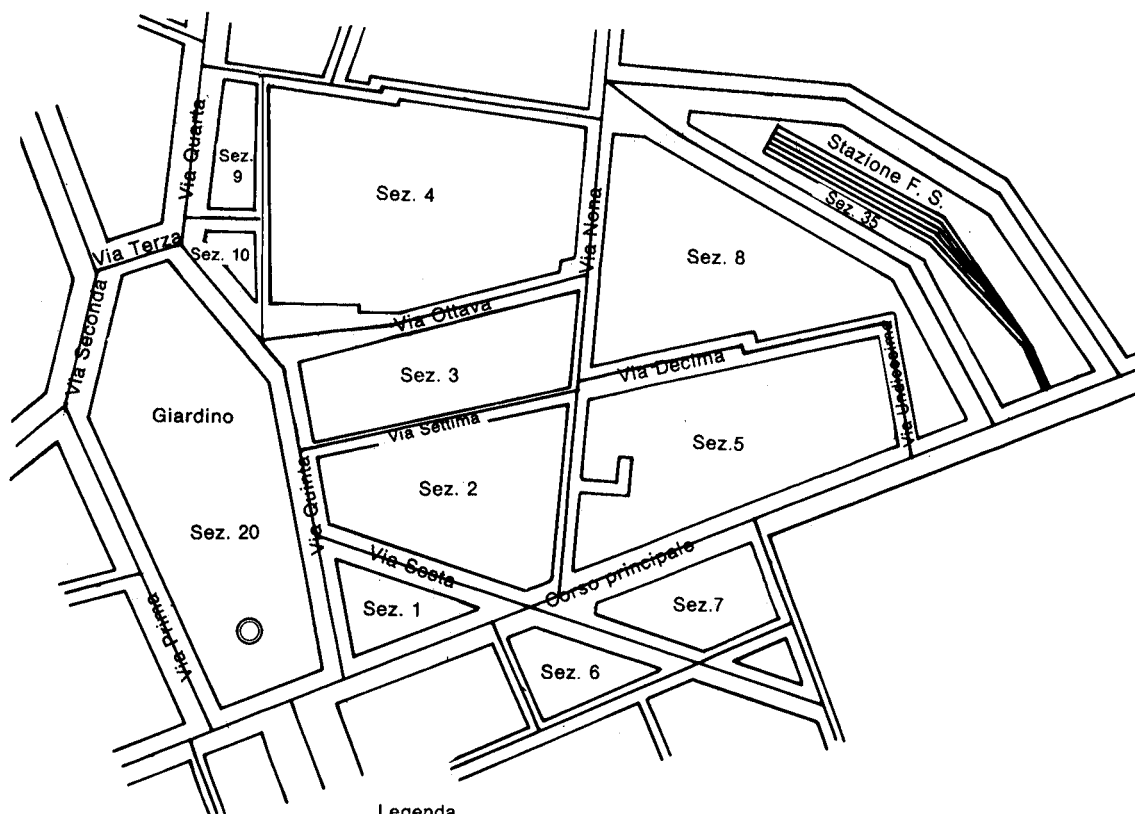 Via Quarta
Sez.
9
Sez. 4
Via Nona
Stazione F. S.
Sez. 35
Via Terza
Sez. 10
Sez. 8
Via Seconda
Via Ottava
Via Decima
Via Undicesima
Sez. 3
Giardino
Via Settima
Sez.5
Sez. 2
Via Quinta
Sez. 20
Via Sesta
Corso principale
Sez. 1
Sez.7
Via Prima
Sez. 6
Legenda